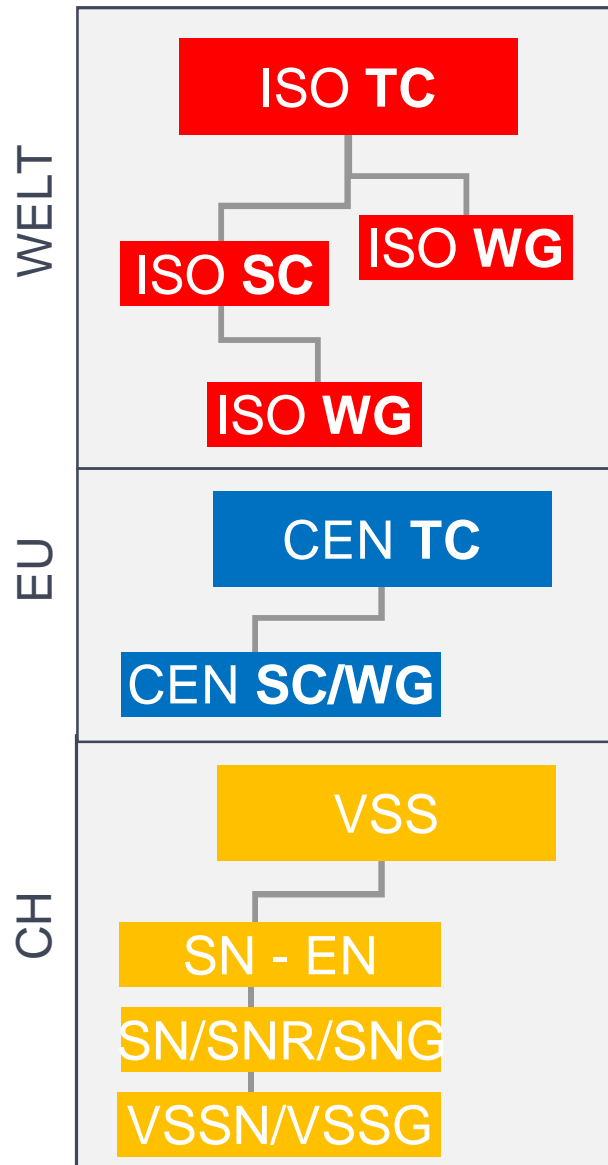 WELT
ISO TC
ISO WG
ISO SC
ISO WG
EU
CEN TC
CEN SC/WG
CH
VSS
SN - EN
SN/SNR/SNG
VSSN/VSSG